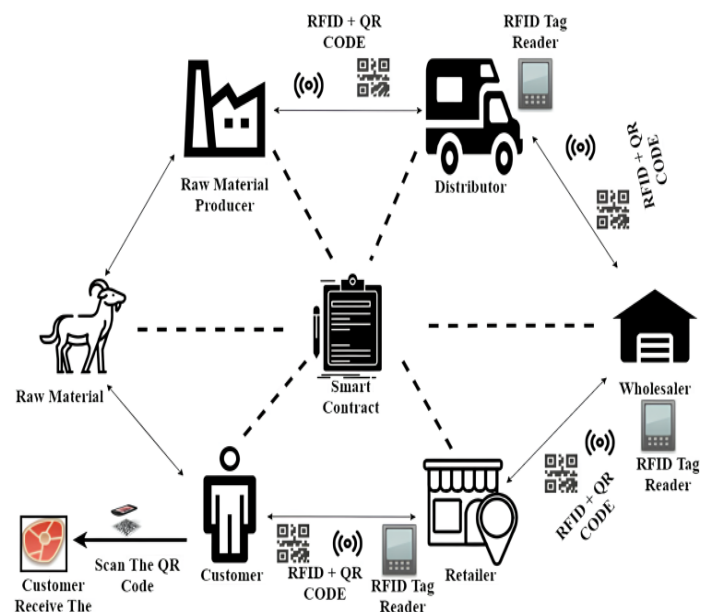 RFID + QR
CODE
RFID Tag
Reader
Raw Material
Producer
Distributor
RFID + QR
CODE
Raw Material
Smart
Contract
Wholesaler
RFID Tag
Reader
RFID + QR
CODE
Scan The QR
Code
Customer
RFID + QR
CODE
RFID Tag
Reader
Retailer
Customer
Receive The